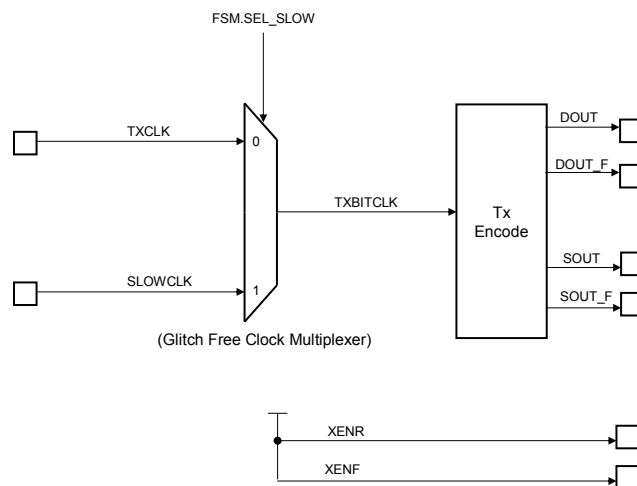 FSM.SEL_SLOW
TXCLK
0
DOUT
DOUT_F
TXBITCLK
Tx
Encode
SLOWCLK
1
SOUT
SOUT_F
(Glitch Free Clock Multiplexer)
XENR
XENF